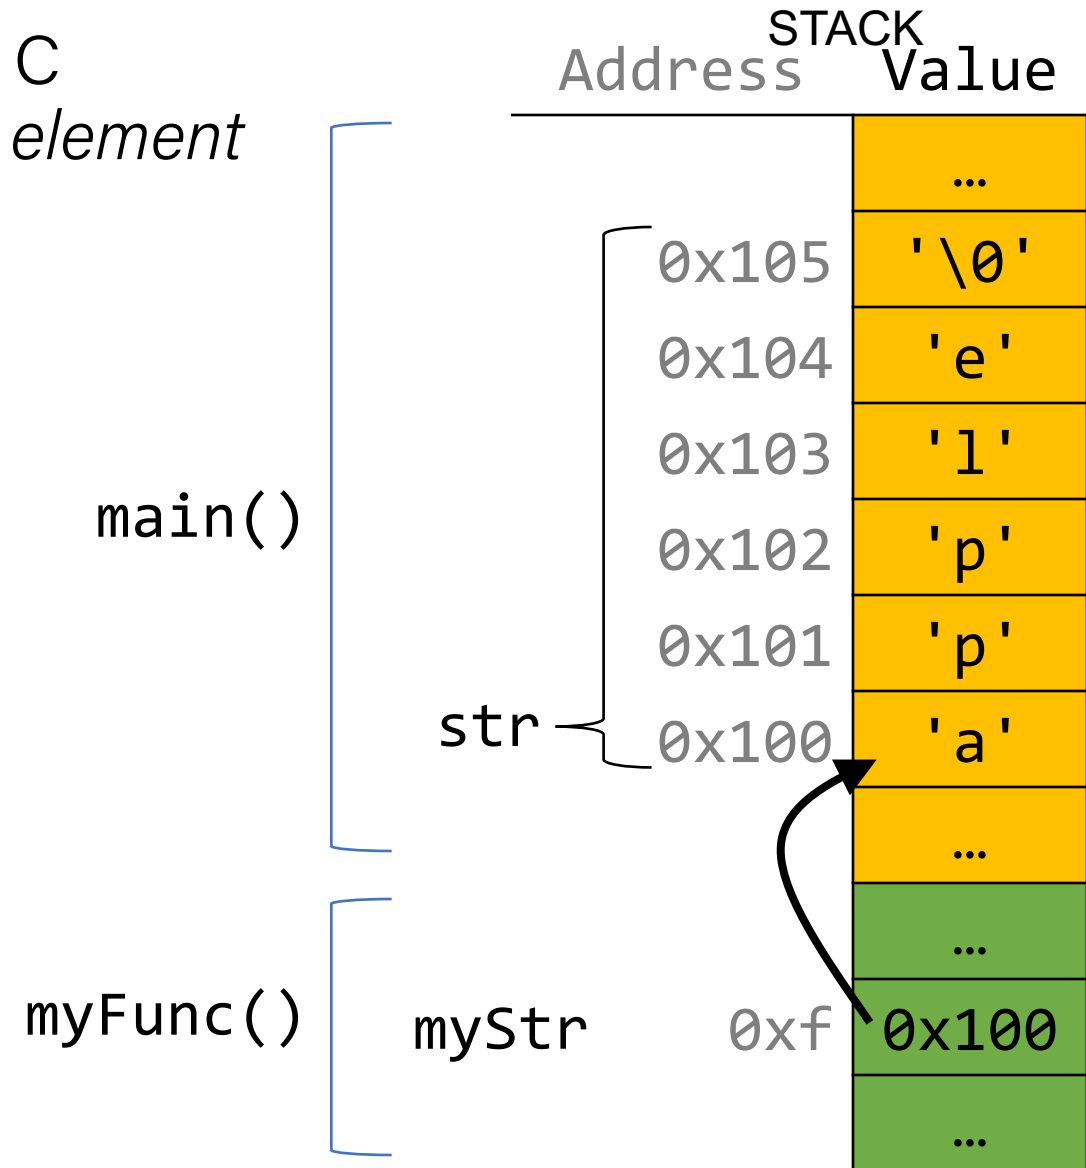 STACK
C
element
Address Value
…
0x105 '\0'
0x104 'e'
0x103 'l'
main()
0x102 'p'
0x101 'p'
str 0x100 'a'
…
…
myFunc() myStr 0xf 0x100
…